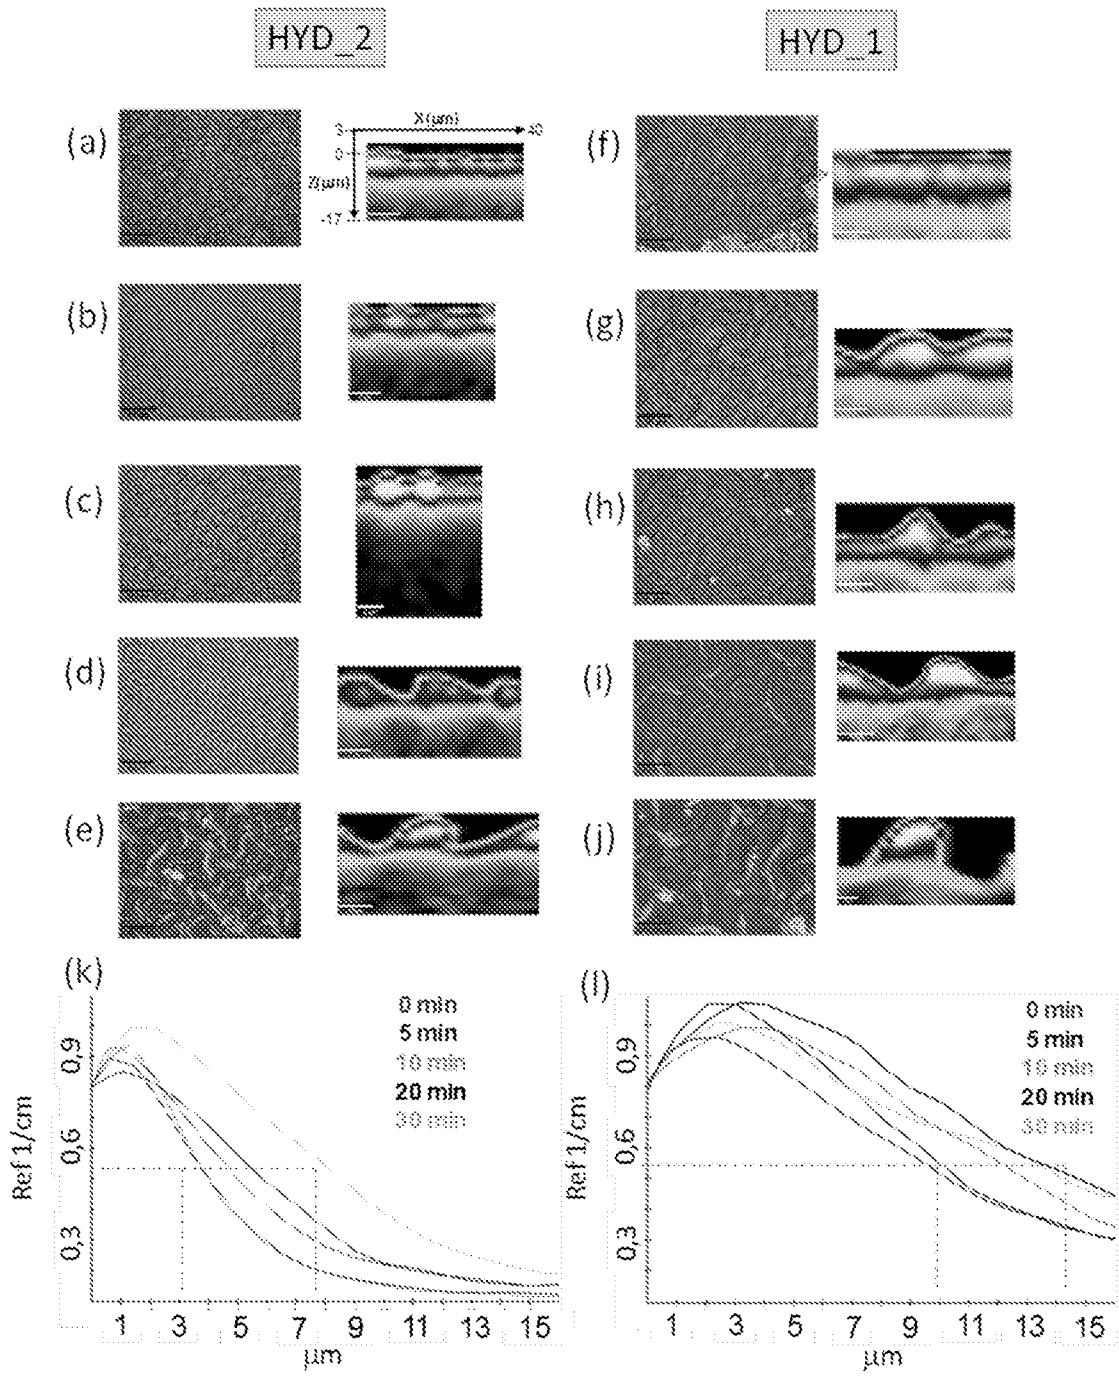 HYD_2
HYD_1
(a)
X(µm)
3
40
0
Z(µm)
-17
(f)
(b)
(g)
(c)
(h)
(d)
(i)
(e)
(j)
(k)
0 min
5 min
10 min
20 min
30 min
Ref 1/cm
0,9
0,6
0,3
1 3 5 7 9 11 13 15
µm
(l)
0 min
5 min
10 min
20 min
30 min
Ref 1/cm
0,9
0,6
0,3
1 3 5 7 9 11 13 15
µm